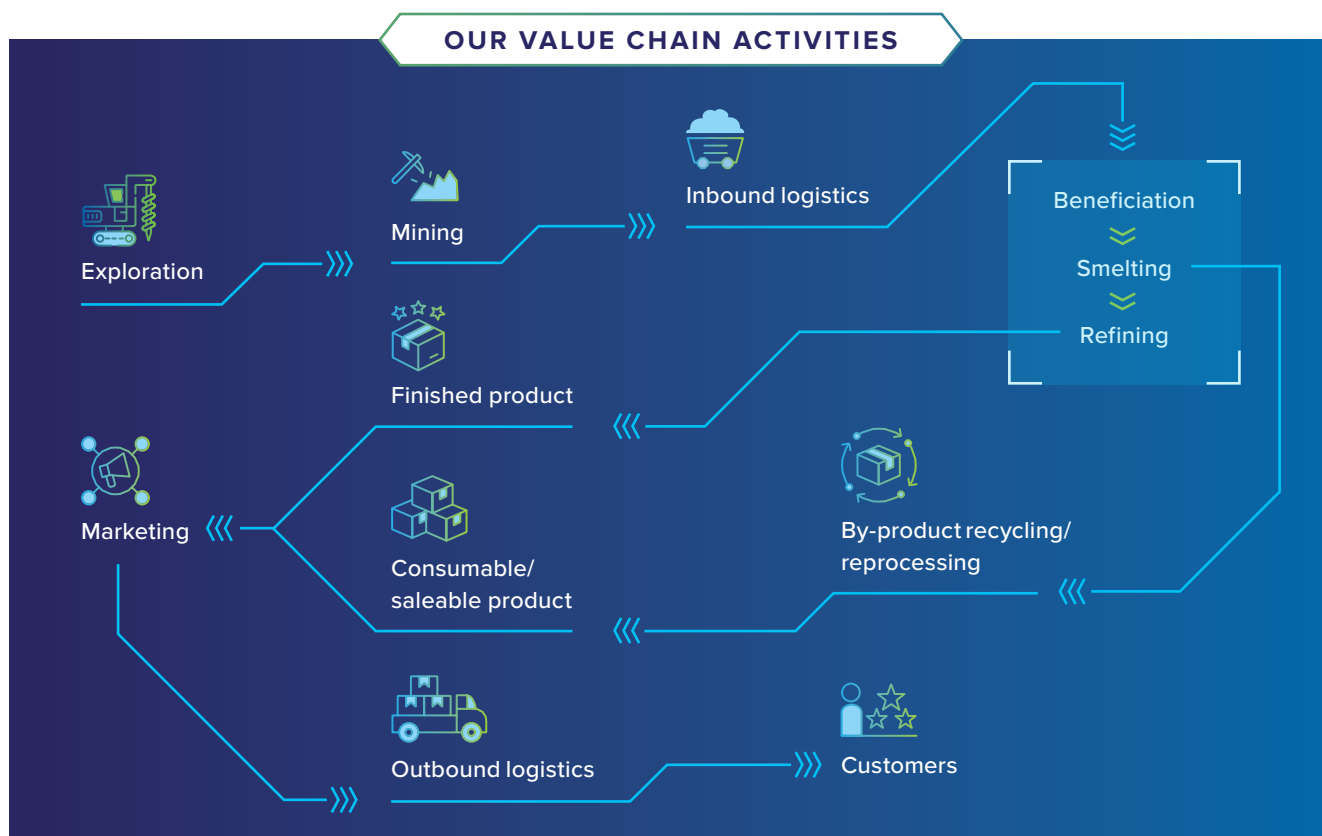 OUR VALUE CHAIN ACTIVITIES
Exploration
Mining
Inbound logistics
Beneficiation
Smelting
Refining
Finished product
By-product recycling/
reprocessing
Consumable/
saleable product
Marketing
Outbound logistics
Customers